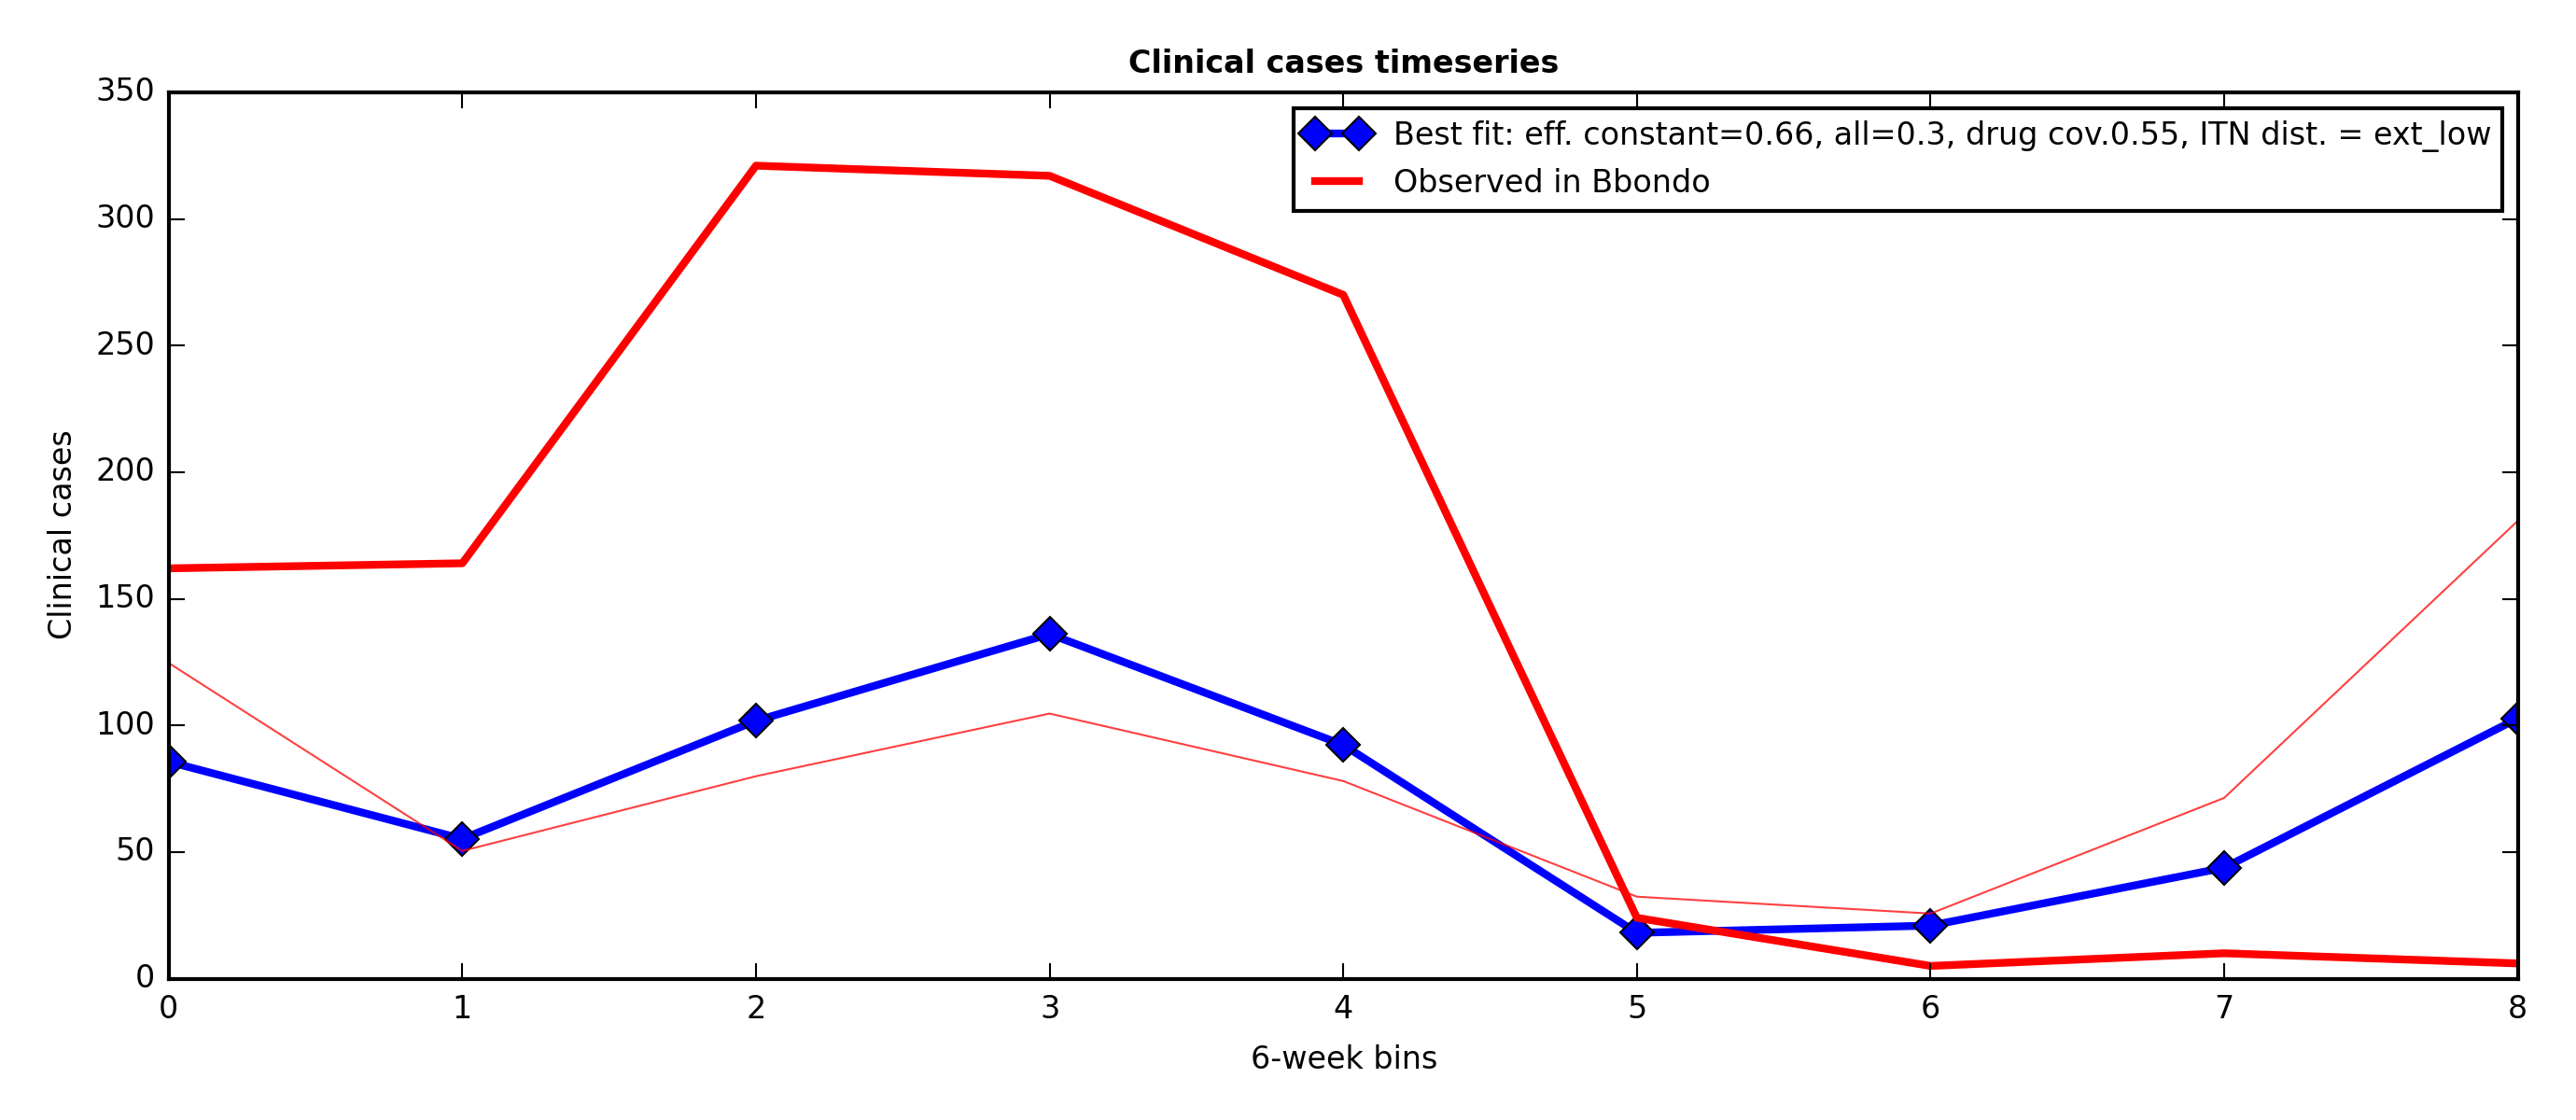 Clinical cases timeseries
350
300
250
200
150
100
50
0
Clinical cases
Best fit: eff. constant=0.66, all=0.3, drug cov.0.55, ITN dist. = ext_low
Observed in Bbondo
0 1 2 3 4 5 6 7 8
6-week bins